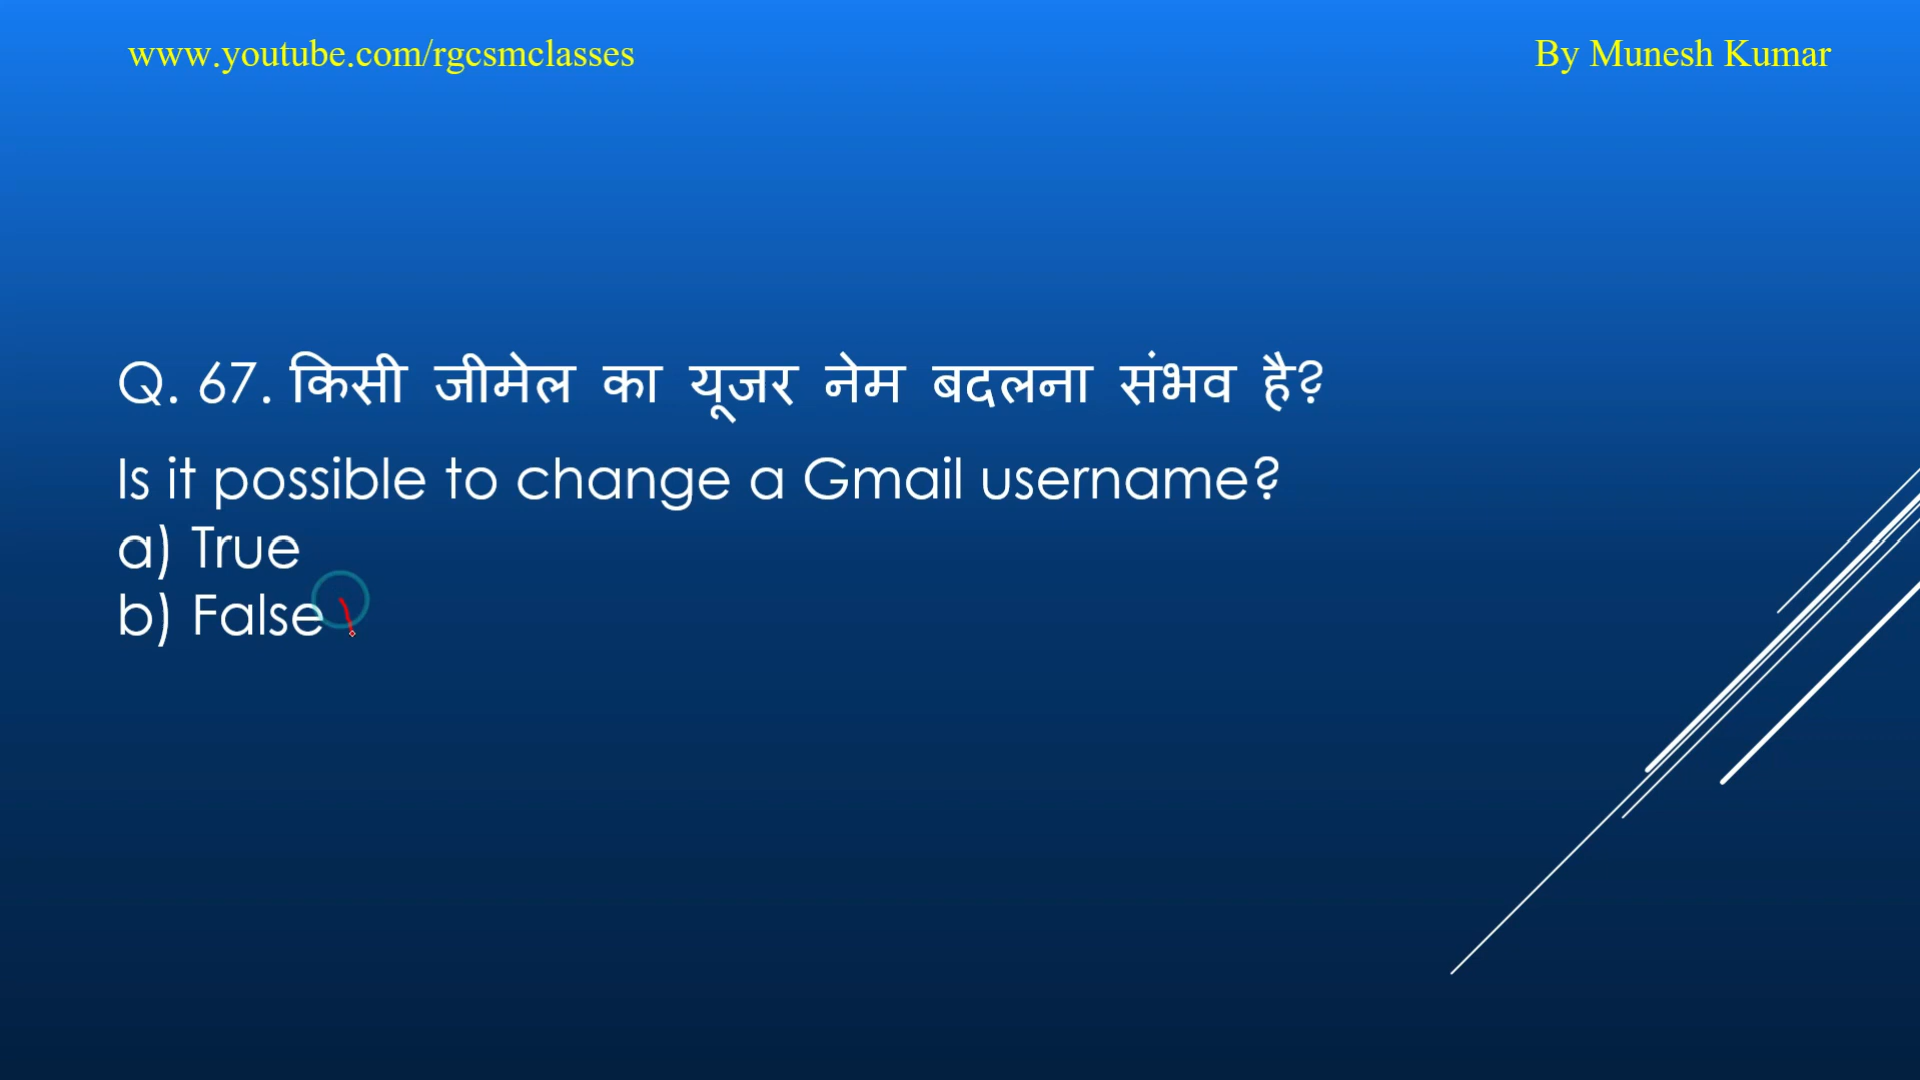 www.youtube.com/rgcsmclasses
By Munesh Kumar
Q. 67. किसी जीमेल का यूजर नेम बदलना संभव है?
Is it possible to change a Gmail username?
a) True
b) False